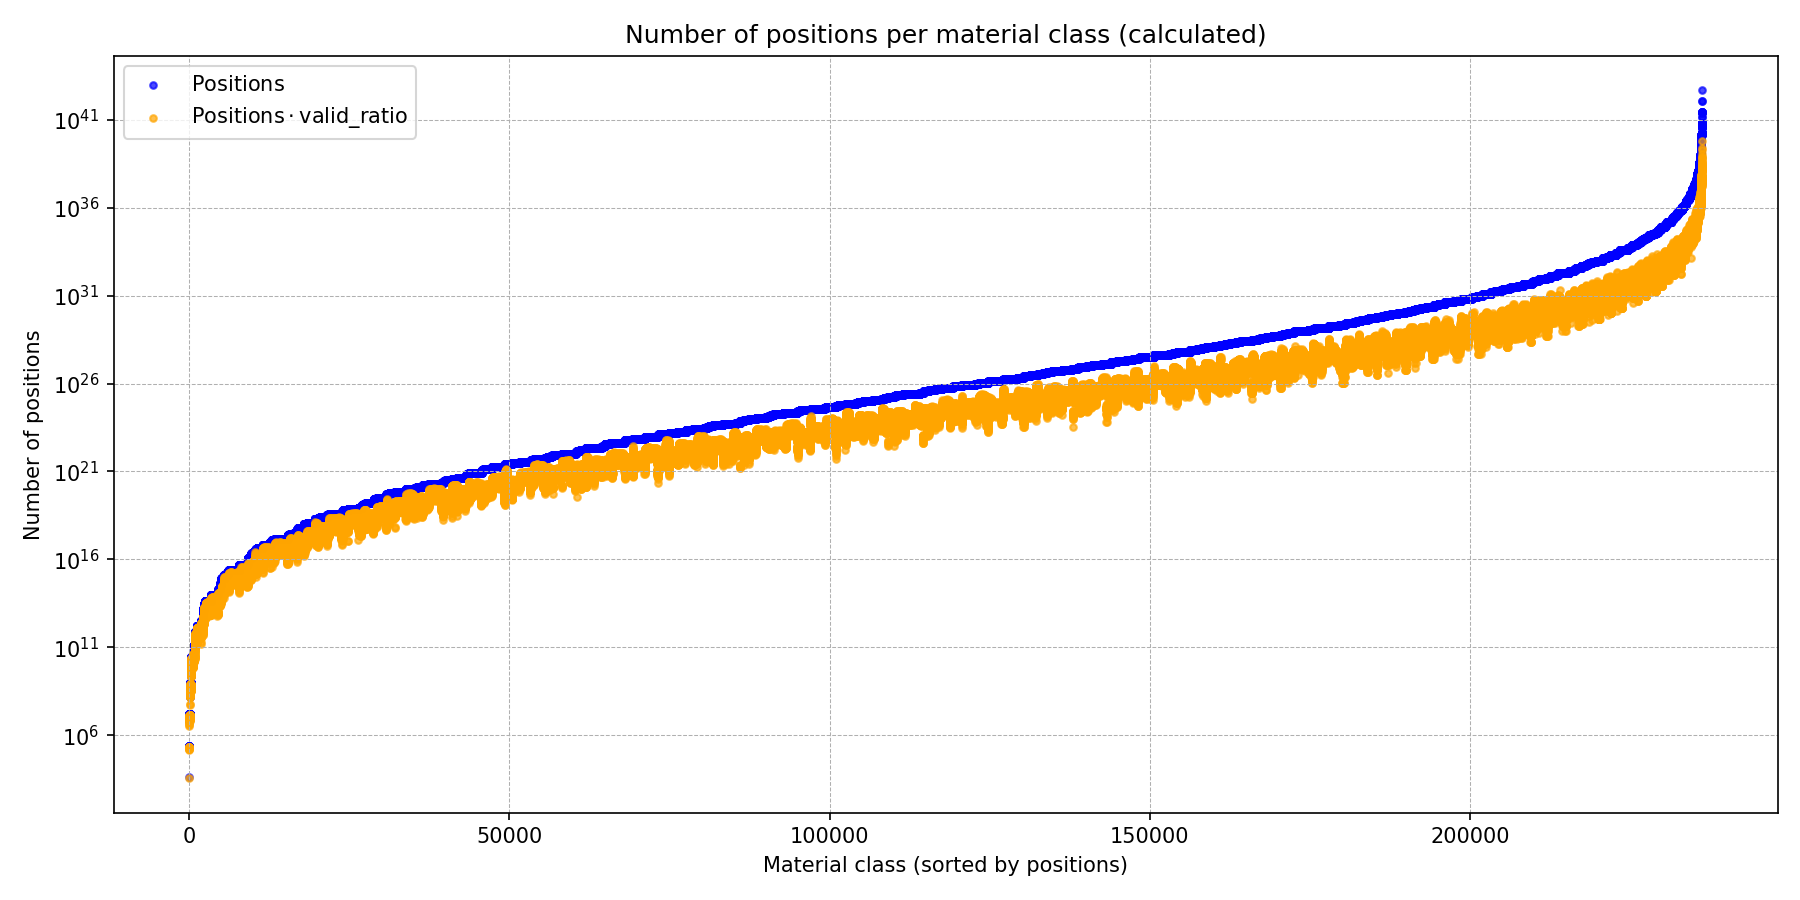 Number of positions per material class (calculated)
Positions
Positions · valid_ratio
10^41
10^36
10^31
10^26
10^21
10^16
10^11
10^6
Number of positions
0
50000
100000
150000
200000
Material class (sorted by positions)